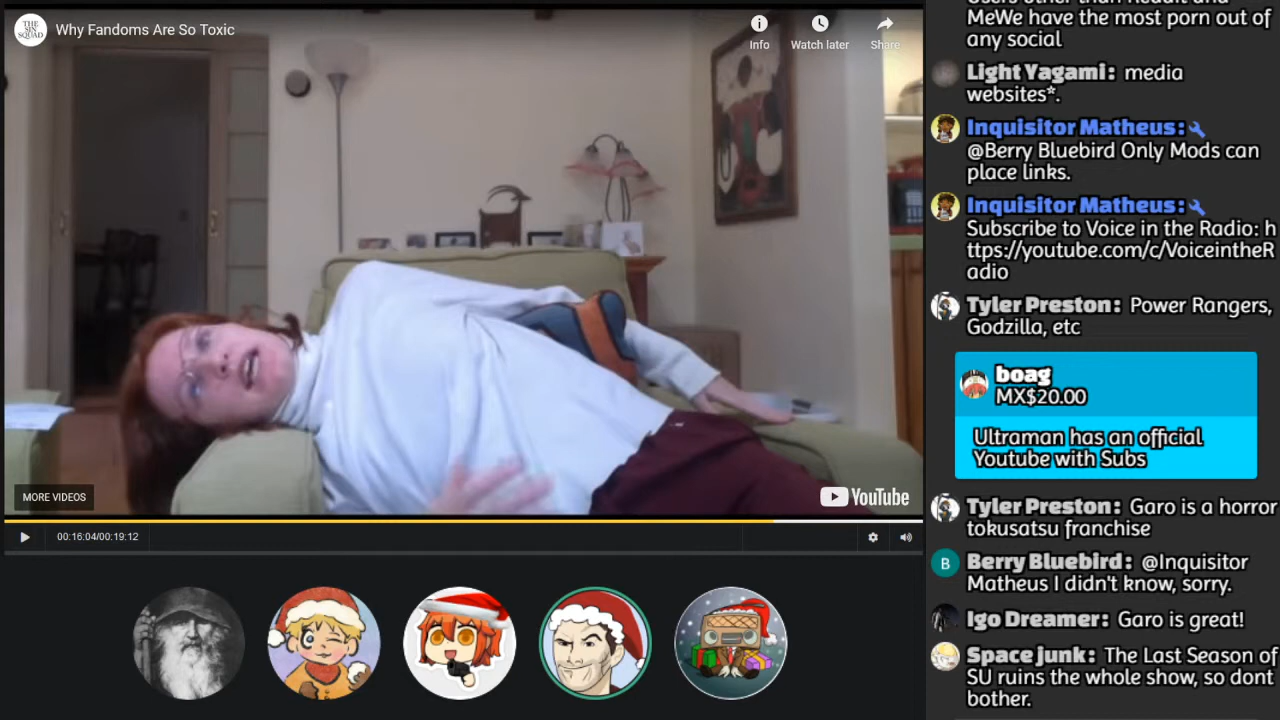 THE
SIN
SQUAD
Why Fandoms Are So Toxic
Info
Watch later
Share
MORE VIDEOS
YouTube
00:16:04/00:19:12
MeWe have the most porn out of
any social
Light Yagami: media
websites*.
Inquisitor Matheus:
@Berry Bluebird Only Mods can
place links.
Inquisitor Matheus:
Subscribe to Voice in the Radio: h
ttps://youtube.com/c/VoiceintheR
adio
Tyler Preston: Power Rangers,
Godzilla, etc
boag
MX$20.00
Ultraman has an official
Youtube with Subs
Tyler Preston: Garo is a horror
tokusatsu franchise
B
Berry Bluebird: @Inquisitor
Matheus I didn't know, sorry.
Igo Dreamer: Garo is great!
Space junk: The Last Season of
SU ruins the whole show, so dont
bother.